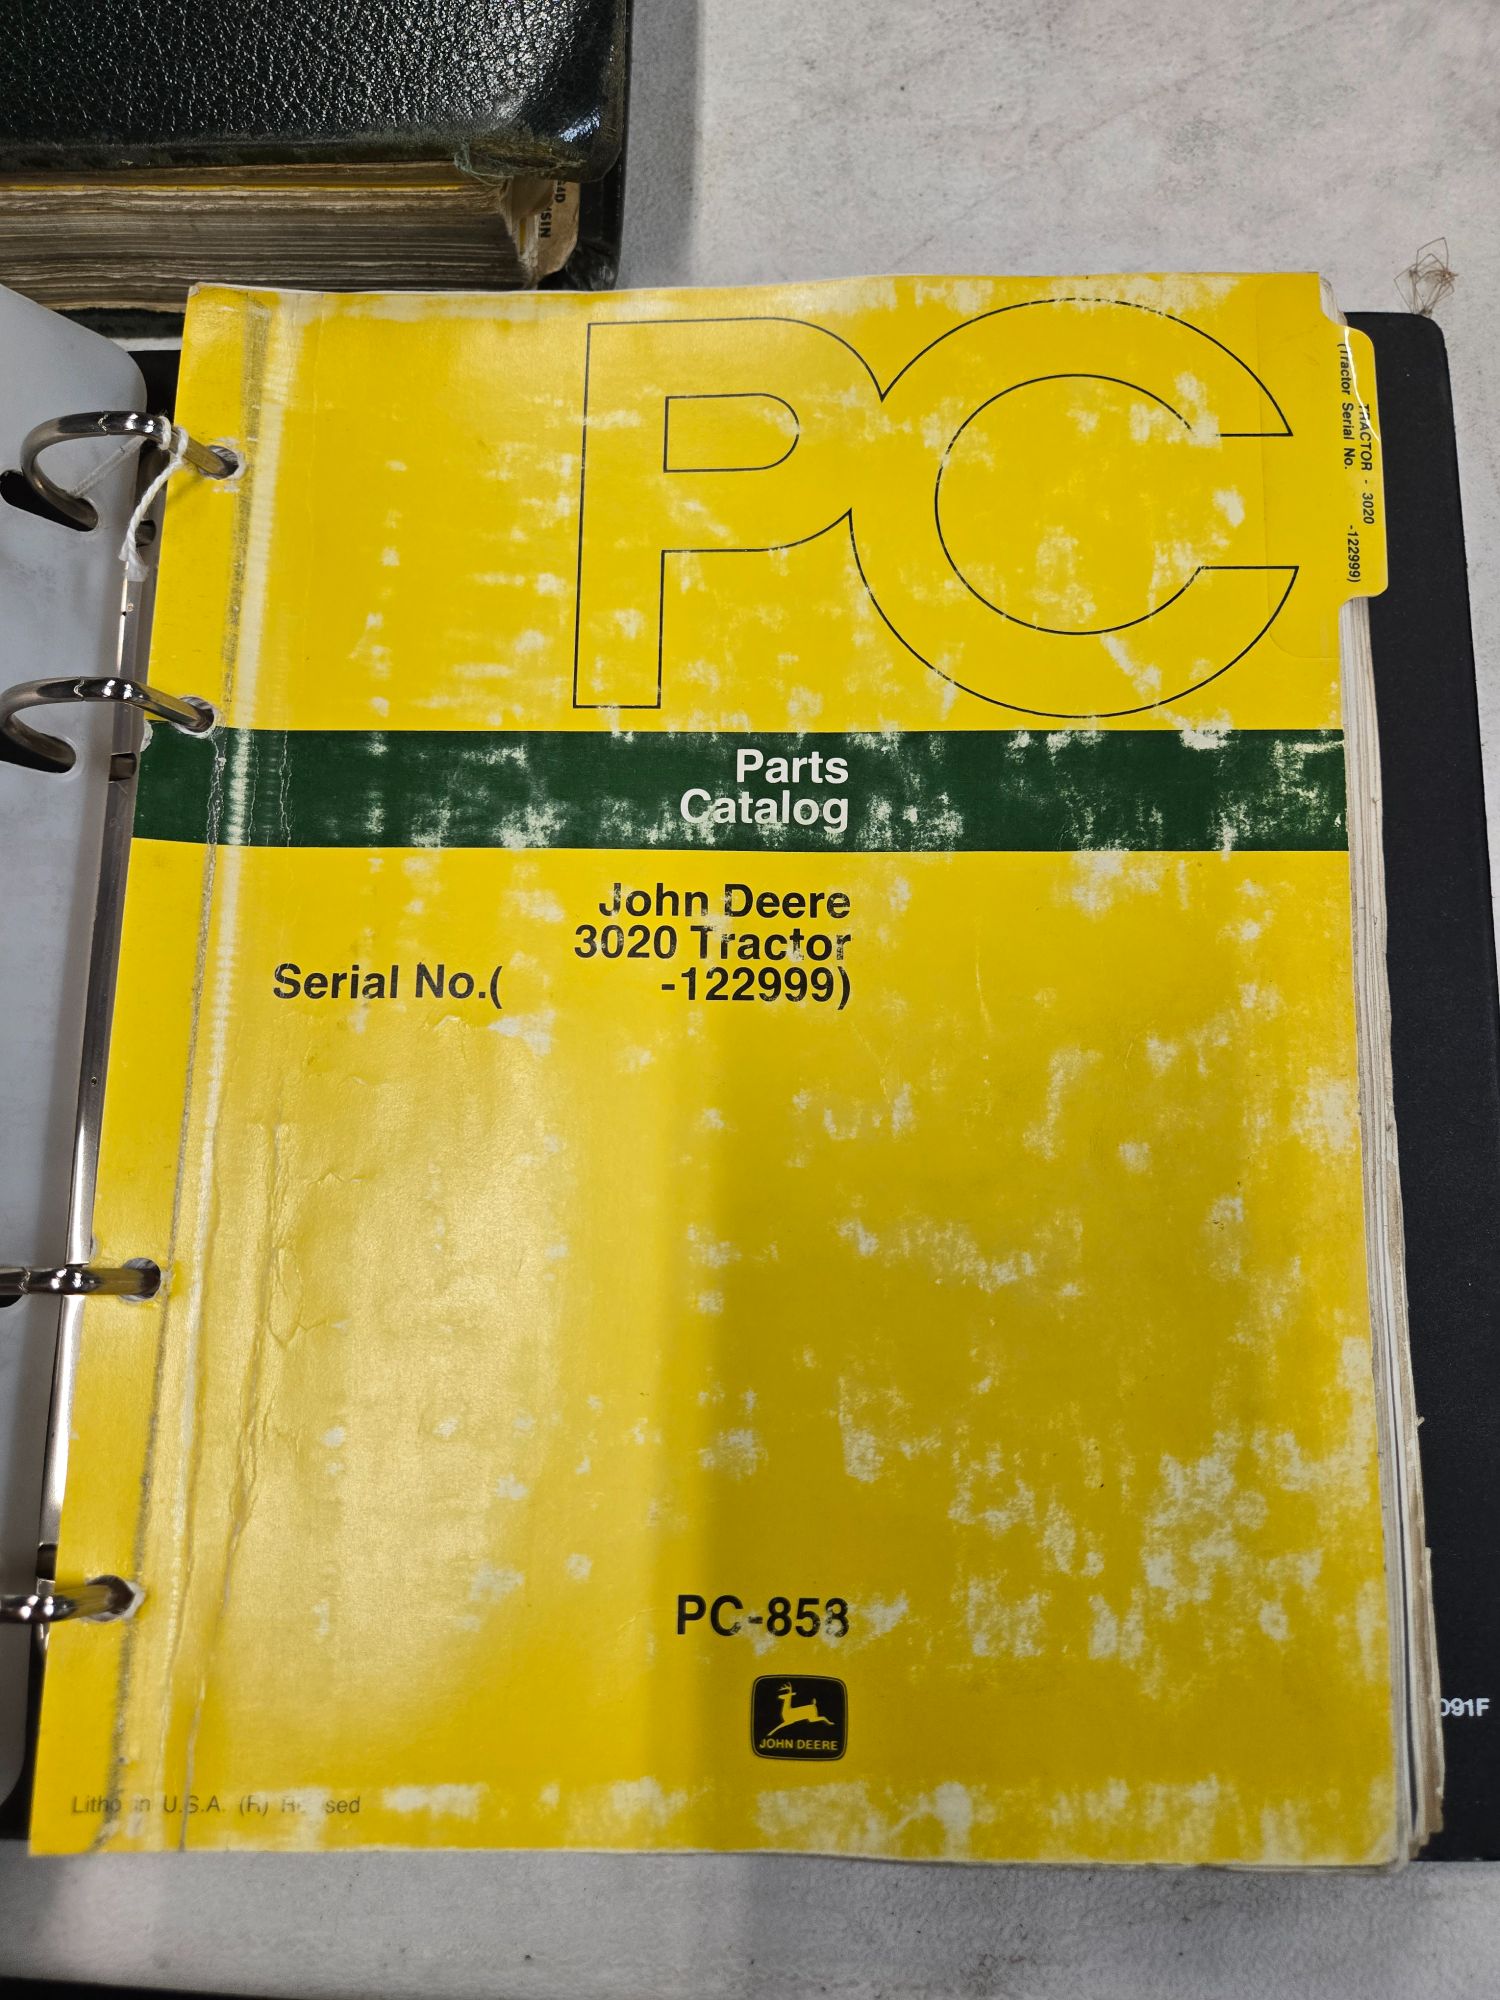 PC
TRACTOR - 3020
(Tractor Serial No. -122999)
Parts
Catalog
John Deere
3020 Tractor
Serial No.( -122999)
PC-858
JOHN DEERE
091F
Litho in U.S.A. (R) Revised